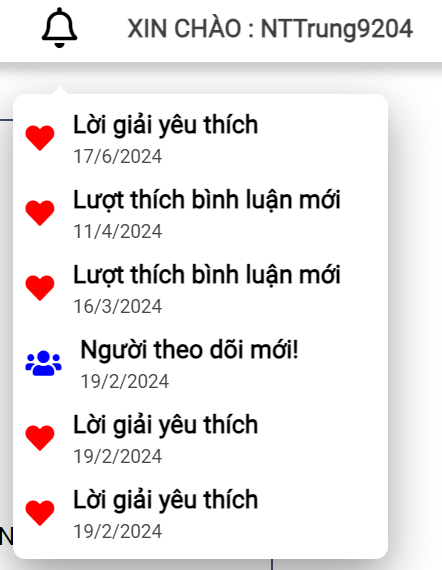 XIN CHÀO : NTTrung9204
Lời giải yêu thích
17/6/2024
Lượt thích bình luận mới
11/4/2024
Lượt thích bình luận mới
16/3/2024
Người theo dõi mới!
19/2/2024
Lời giải yêu thích
19/2/2024
Lời giải yêu thích
19/2/2024
N